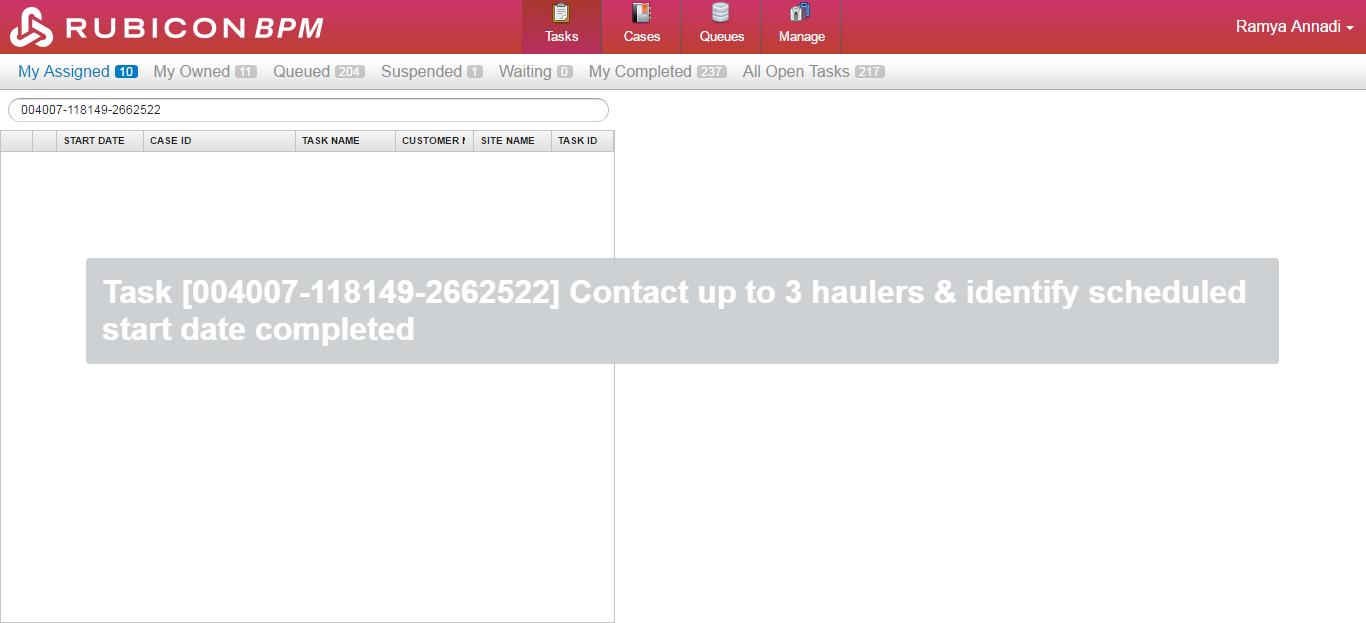 RUBICON BPM
Tasks
Cases
Queues
Manage
Ramya Annadi
My Assigned 10 My Owned 11 Queued 204 Suspended 1 Waiting 0 My Completed 237 All Open Tasks 217
004007-118149-2662522
START DATE CASE ID TASK NAME CUSTOMER SITE NAME TASK ID
Task [004007-118149-2662522] Contact up to 3 haulers & identify scheduled
start date completed